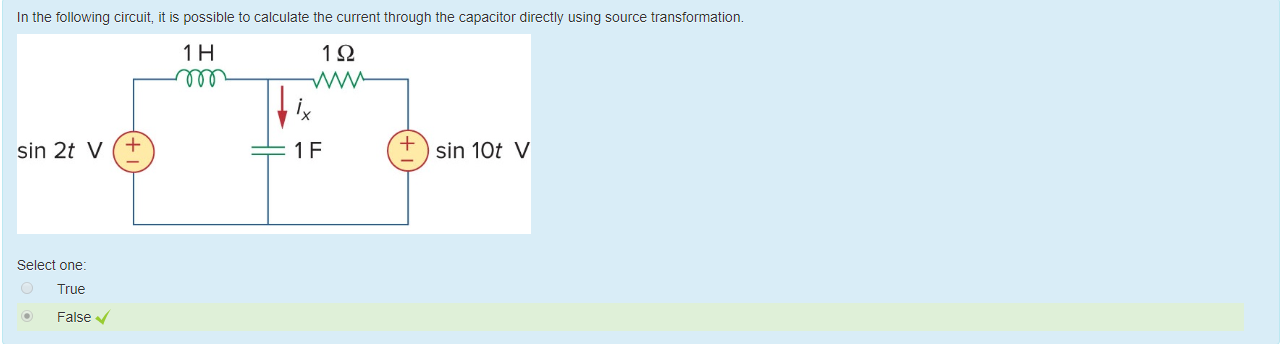 In the following circuit, it is possible to calculate the current through the capacitor directly using source transformation.
1 H 1 Ω
ix
sin 2t V + − 1 F + − sin 10t V
Select one:
True
False ✓